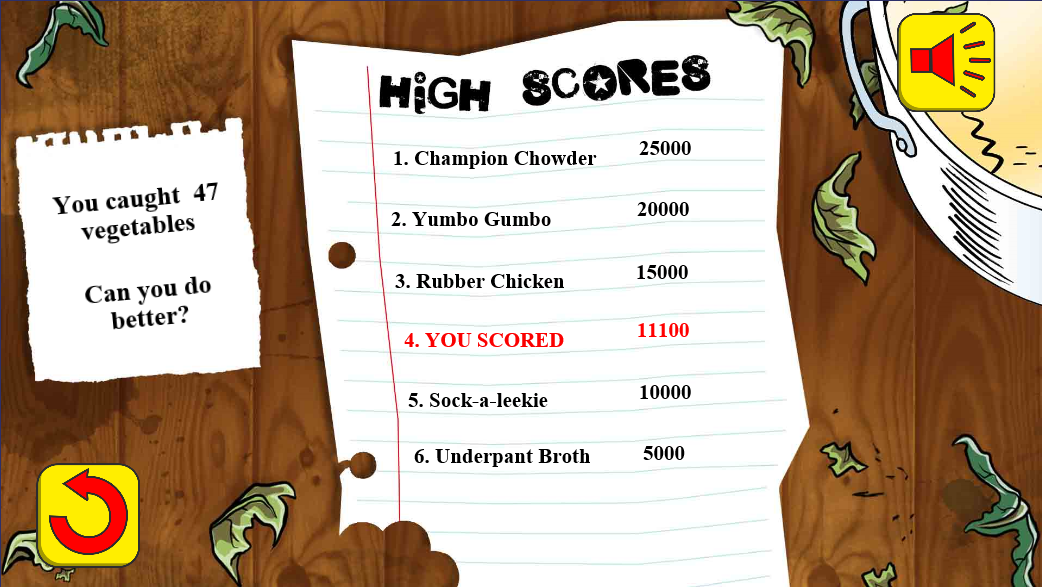 HiGH SCORES
You caught 47
vegetables
Can you do
better?
1. Champion Chowder 25000
2. Yumbo Gumbo 20000
3. Rubber Chicken 15000
4. YOU SCORED 11100
5. Sock-a-leekie 10000
6. Underpant Broth 5000